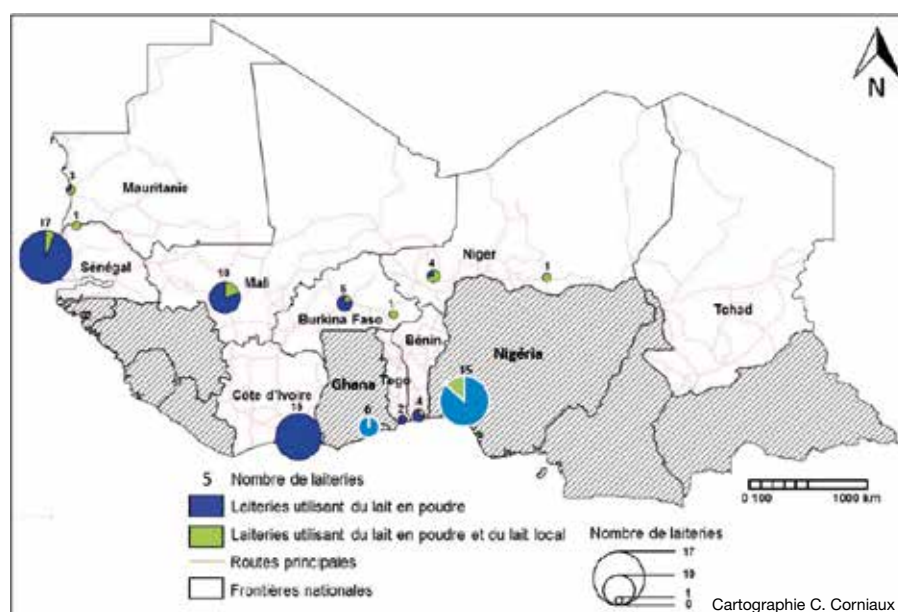 N
3
Mauritanie
1
17
Sénégal
10
Mali
5
Burkina Faso
1
4
Niger
1
Tchad
Bénin
Nigéria
15
Ghana
Togo
Côte d'Ivoire
6
2
4
5 Nombre de laiteries
Laiteries utilisant du lait en poudre
Laiteries utilisant du lait en poudre et du lait local
Routes principales
Frontières nationales
0 100 1000 km
Nombre de laiteries
17
10
1
0
Cartographie C. Corniaux